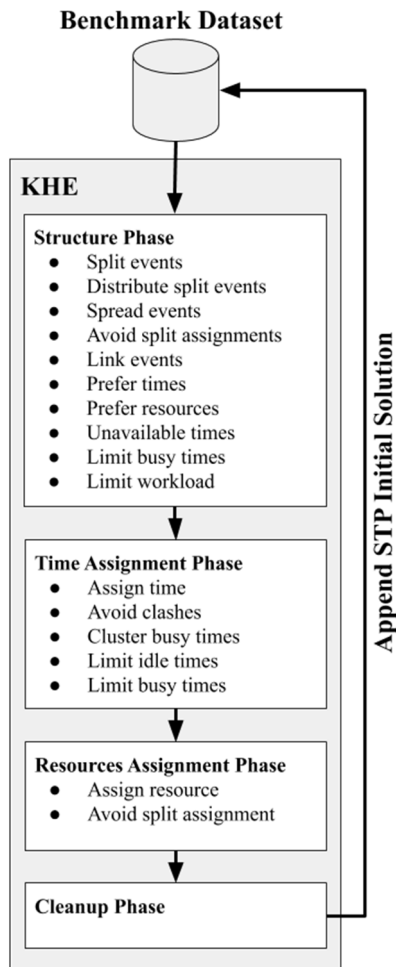 Benchmark Dataset
KHE
Structure Phase
● Split events
● Distribute split events
● Spread events
● Avoid split assignments
● Link events
● Prefer times
● Prefer resources
● Unavailable times
● Limit busy times
● Limit workload
Time Assignment Phase
● Assign time
● Avoid clashes
● Cluster busy times
● Limit idle times
● Limit busy times
Resources Assignment Phase
● Assign resource
● Avoid split assignment
Cleanup Phase
Append STP Initial Solution